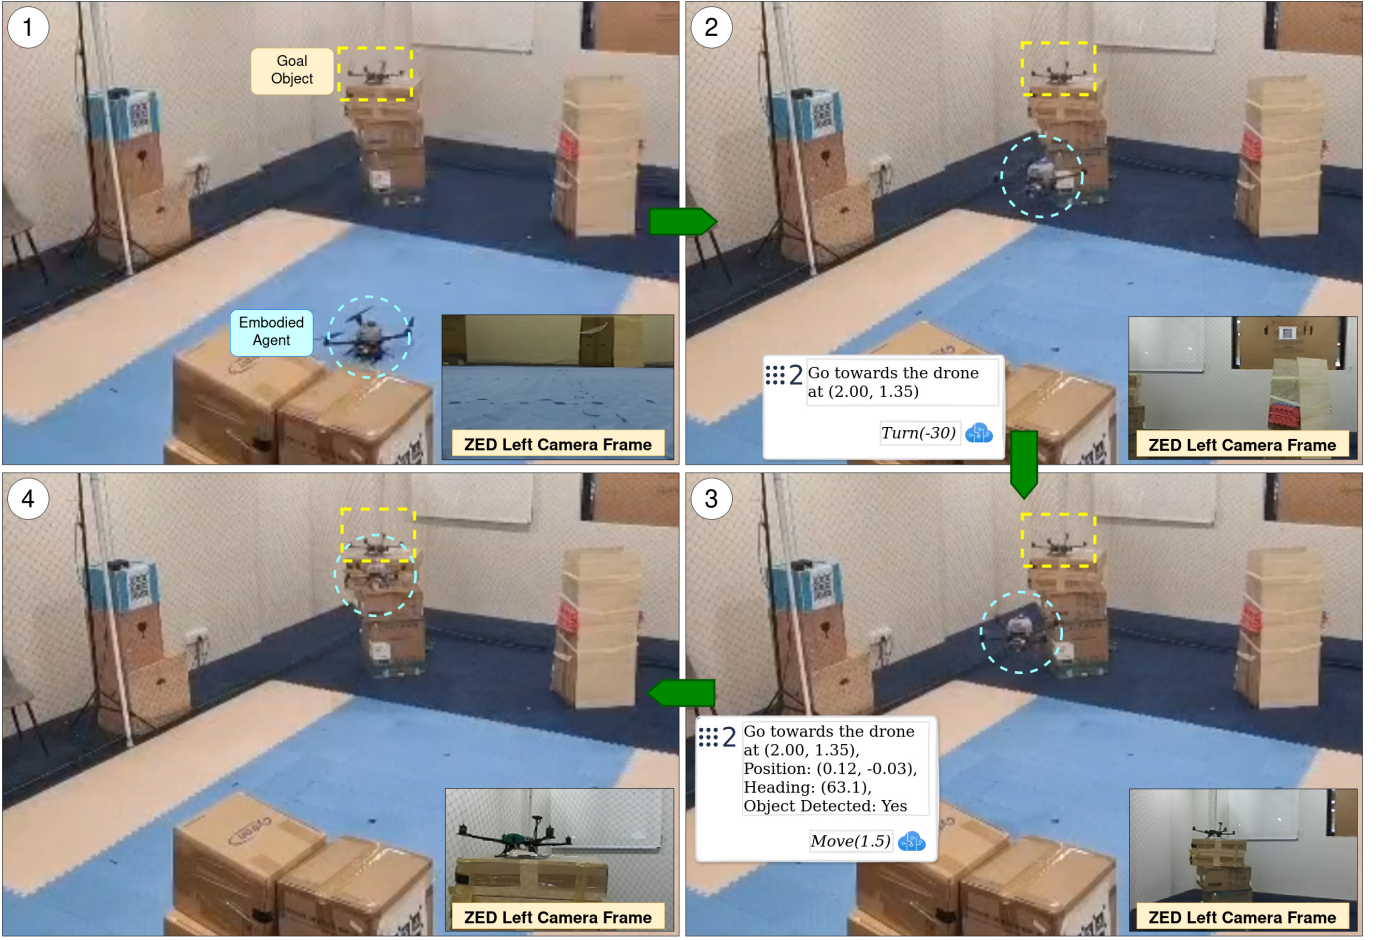 1
Goal
Object
Embodied
Agent
ZED Left Camera Frame
2
2
Go towards the drone
at (2.00, 1.35)
Turn(-30)
ZED Left Camera Frame
4
ZED Left Camera Frame
3
2
Go towards the drone
at (2.00, 1.35),
Position: (0.12, -0.03),
Heading: (63.1),
Object Detected: Yes
Move(1.5)
ZED Left Camera Frame